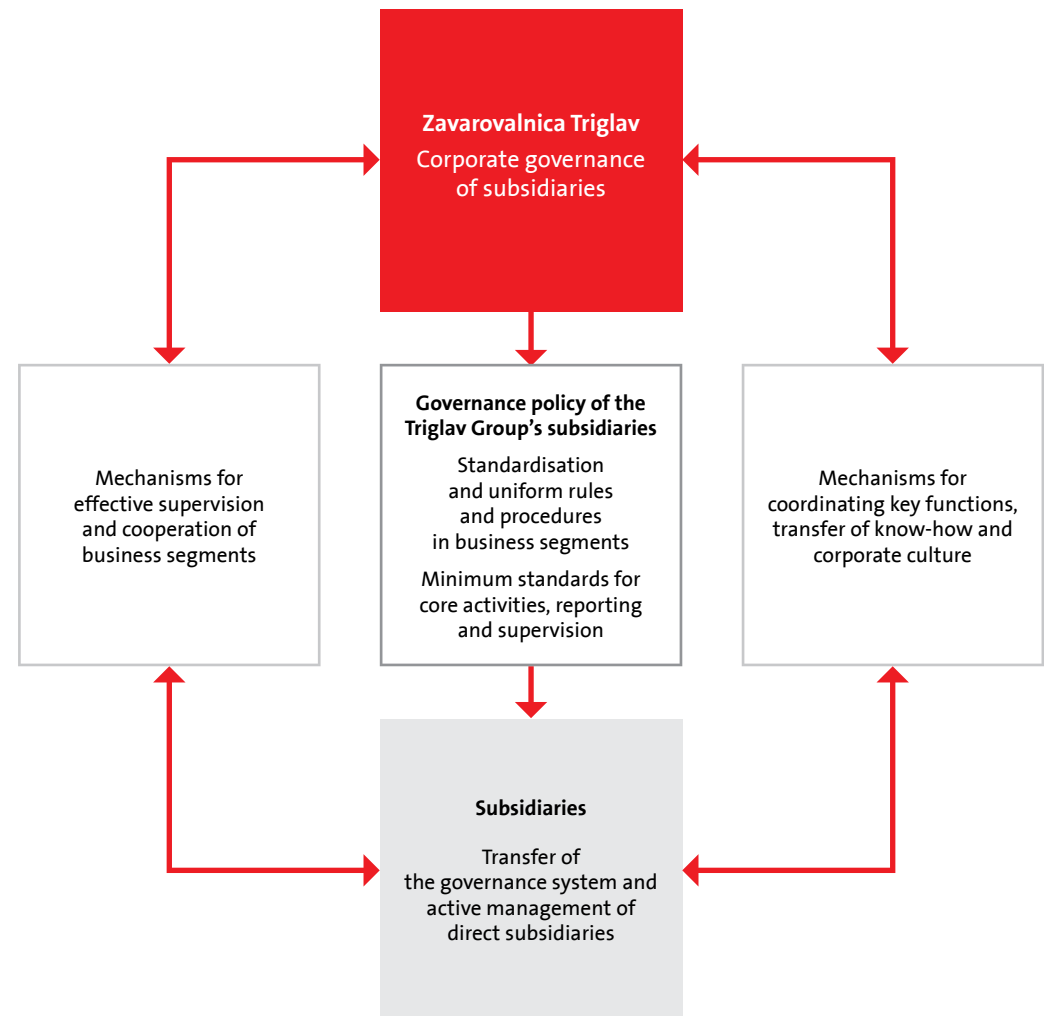 Zavarovalnica Triglav
Corporate governance
of subsidiaries
Mechanisms for
effective supervision
and cooperation of
business segments
Governance policy of the
Triglav Group’s subsidiaries
Standardisation
and uniform rules
and procedures
in business segments
Minimum standards for
core activities, reporting
and supervision
Mechanisms for
coordinating key functions,
transfer of know-how and
corporate culture
Subsidiaries
Transfer of
the governance system and
active management of
direct subsidiaries